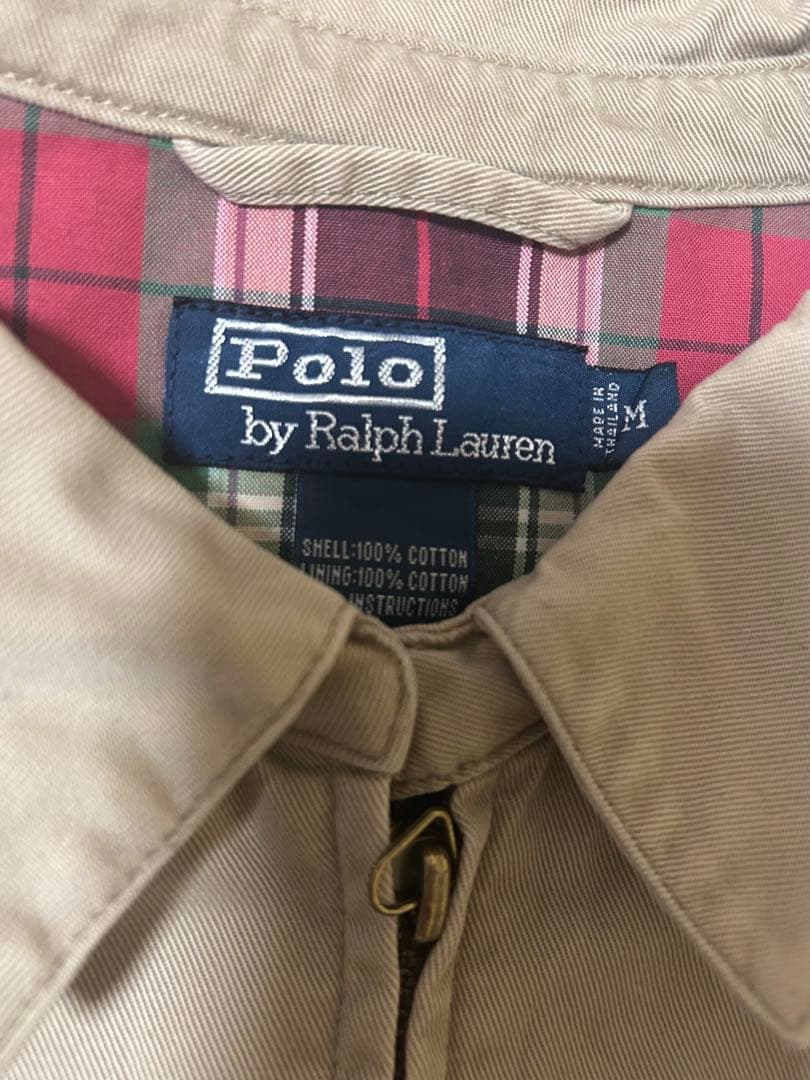 Polo
by Ralph Lauren
MADE IN
THAILAND
M
SHELL:100% COTTON
LINING:100% COTTON
INSTRUCTIONS